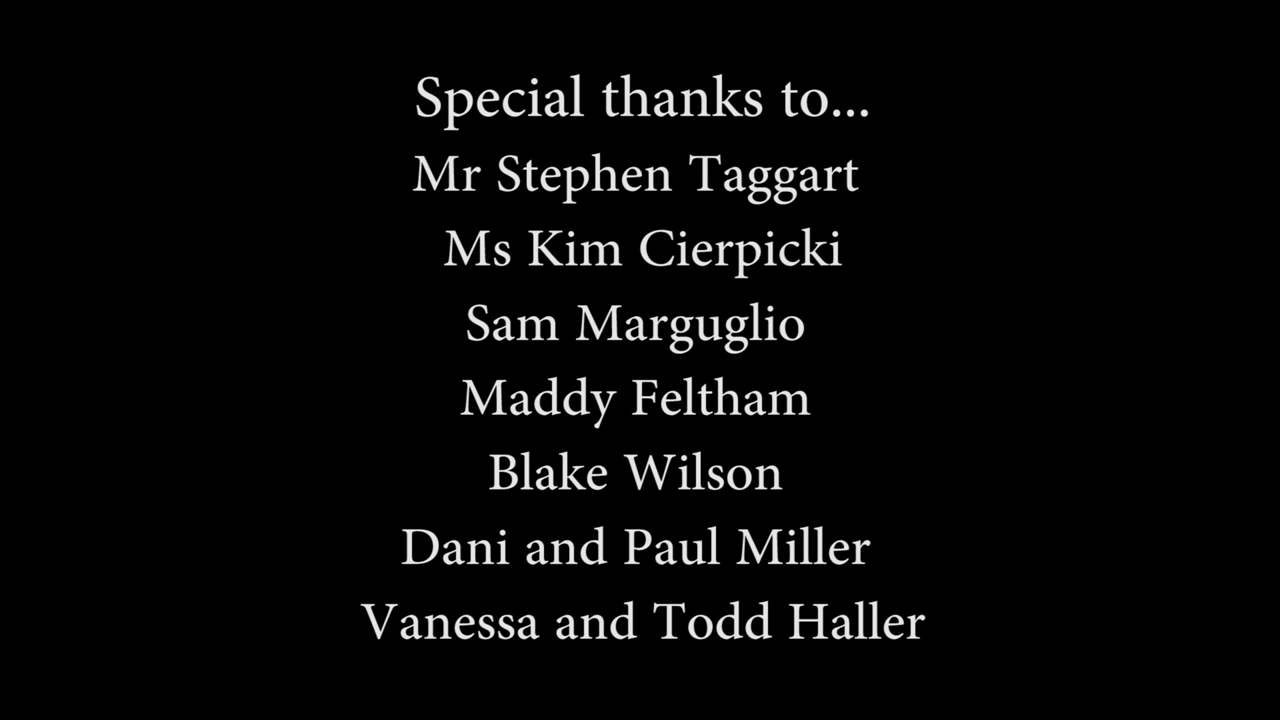 Special thanks to...
Mr Stephen Taggart
Ms Kim Cierpicki
Sam Marguglio
Maddy Feltham
Blake Wilson
Dani and Paul Miller
Vanessa and Todd Haller